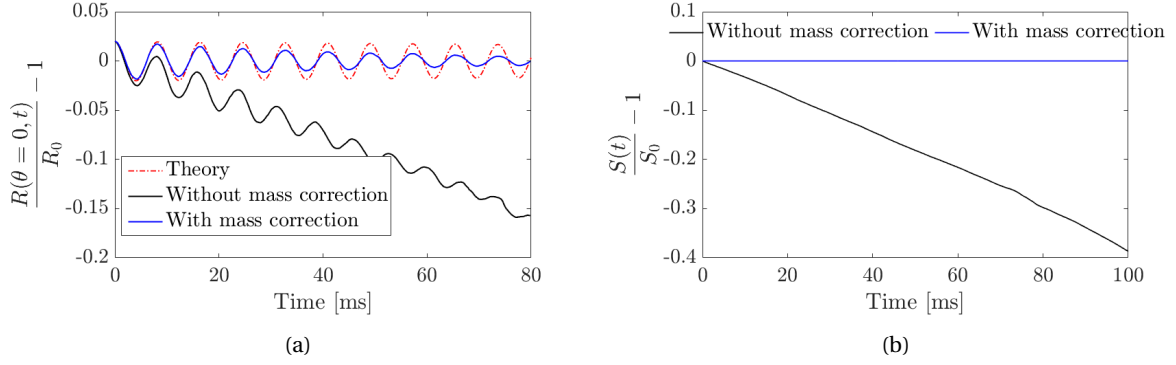 0.05
0
-0.05
-0.1
-0.15
-0.2
R(θ = 0, t)
R₀
− 1
Theory
Without mass correction
With mass correction
0 20 40 60 80
Time [ms]
(a)
0.1
Without mass correction With mass correction
0
-0.1
-0.2
-0.3
-0.4
S(t)
S₀
− 1
0 20 40 60 80 100
Time [ms]
(b)